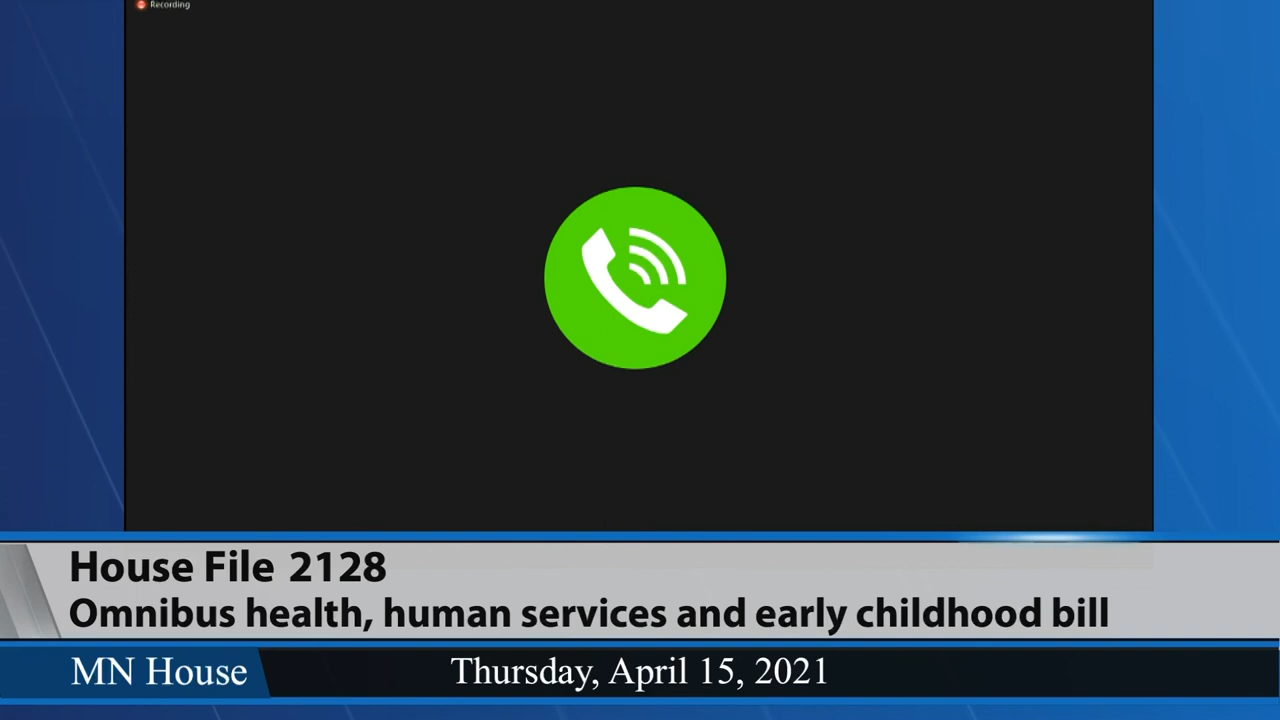 Recording
House File 2128
Omnibus health, human services and early childhood bill
MN House
Thursday, April 15, 2021